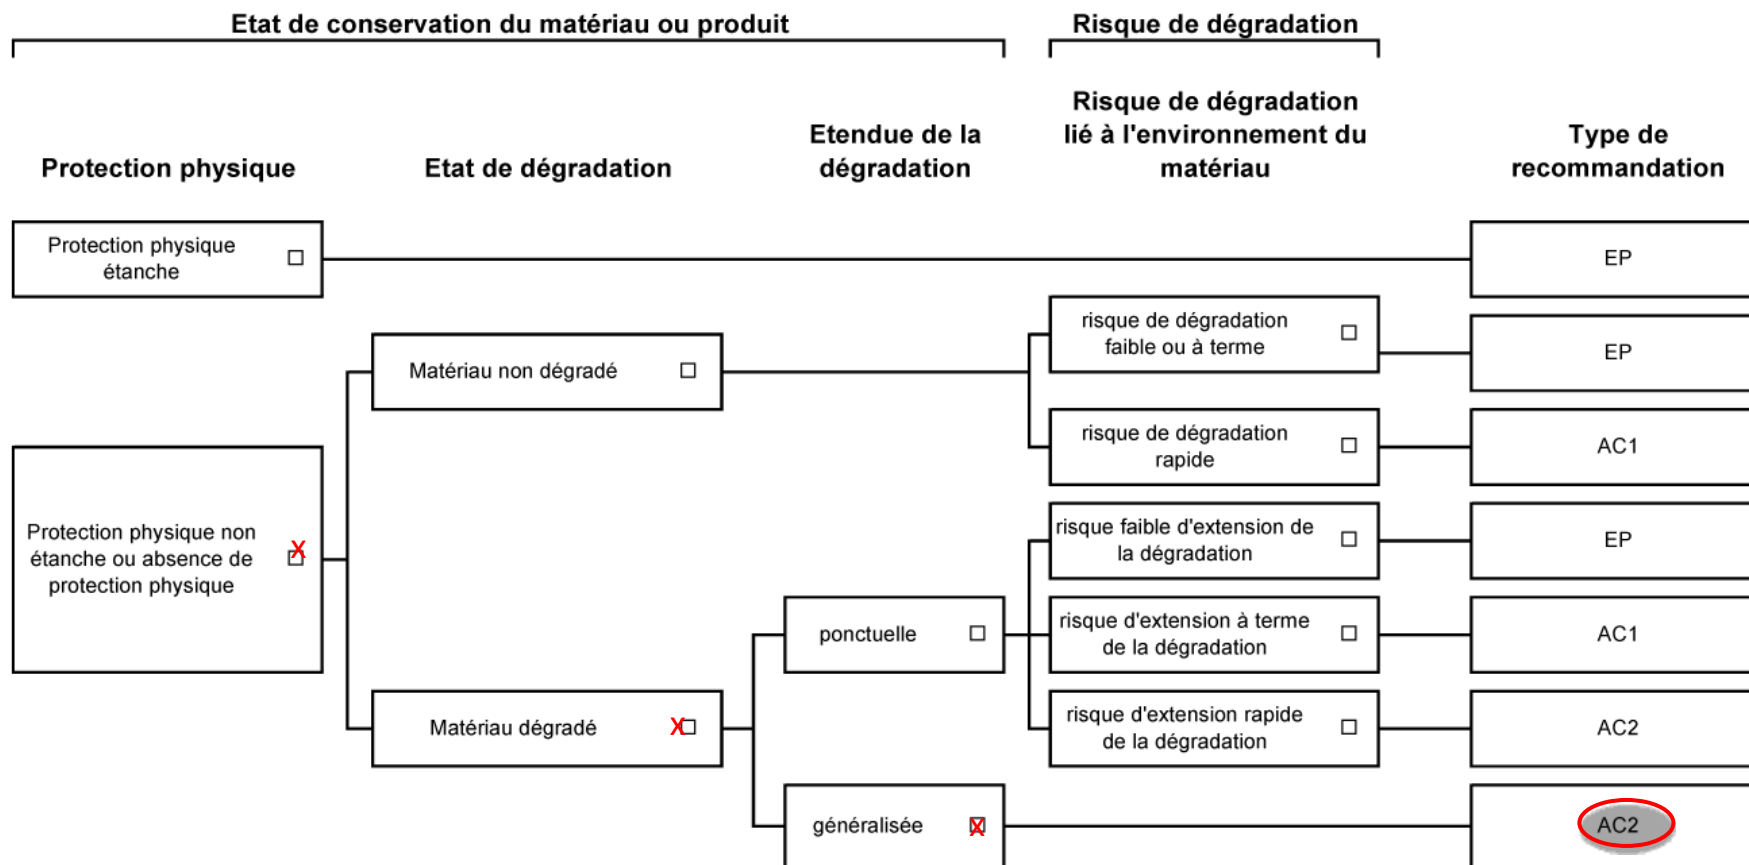 Etat de conservation du matériau ou produit
Risque de dégradation
Protection physique
Etat de dégradation
Etendue de la
dégradation
Risque de dégradation
lié à l'environnement du
matériau
Type de
recommandation
Protection physique
étanche
EP
Protection physique non
étanche ou absence de
protection physique
X
Matériau non dégradé
risque de dégradation
faible ou à terme
EP
risque de dégradation
rapide
AC1
Matériau dégradé
X
ponctuelle
risque faible d'extension de
la dégradation
EP
risque d'extension à terme
de la dégradation
AC1
risque d'extension rapide
de la dégradation
AC2
généralisée
X
AC2